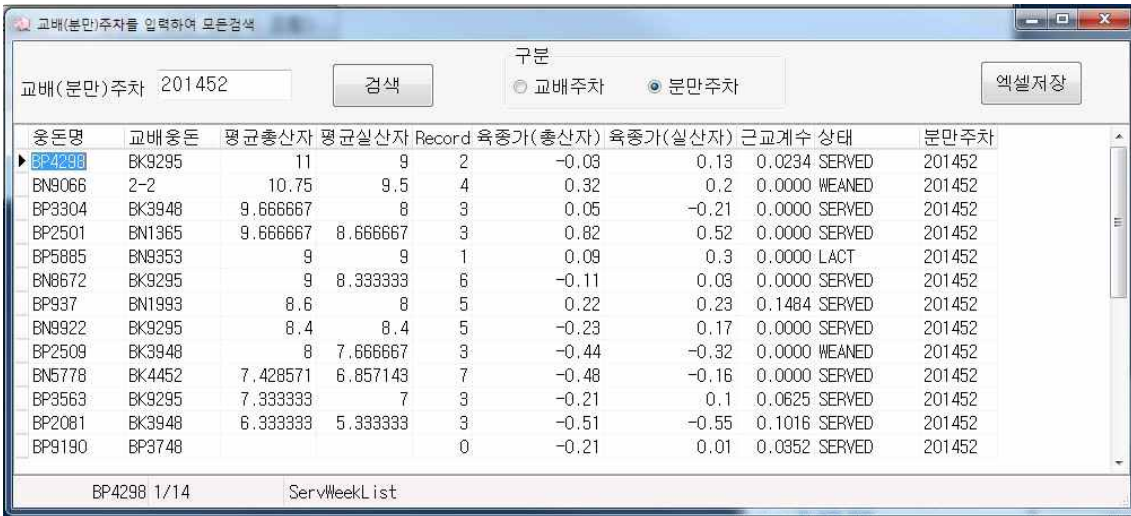 교배(분만)주차를 입력하여 모든검색
구분
교배(분만)주차 201452 검색 교배주차 분만주차 엑셀저장
웅돈명 교배웅돈 평균총산자 평균실산자 Record 육종가(총산자) 육종가(실산자) 근교계수 상태 분만주차
BP4298 BK9295 11 9 2 -0.03 0.13 0.0234 SERVED 201452
BN9066 2-2 10.75 9.5 4 0.32 0.2 0.0000 WEANED 201452
BP3304 BK3948 9.666667 8 3 0.05 -0.21 0.0000 SERVED 201452
BP2501 BN1365 9.666667 8.666667 3 0.82 0.52 0.0000 SERVED 201452
BP5885 BN9353 9 9 1 0.09 0.3 0.0000 LACT 201452
BN8672 BK9295 9 8.333333 6 -0.11 0.03 0.0000 SERVED 201452
BP937 BN1993 8.6 8 5 0.22 0.23 0.1484 SERVED 201452
BN9922 BK9295 8.4 8.4 5 -0.23 0.17 0.0000 SERVED 201452
BP2509 BK3948 8 7.666667 3 -0.44 -0.32 0.0000 WEANED 201452
BN5778 BK4452 7.428571 6.857143 7 -0.48 -0.16 0.0000 SERVED 201452
BP3563 BK9295 7.333333 7 3 -0.21 0.1 0.0625 SERVED 201452
BP2081 BK3948 6.333333 5.333333 3 -0.51 -0.55 0.1016 SERVED 201452
BP9190 BP3748 0 -0.21 0.01 0.0352 SERVED 201452
BP4298 1/14 ServWeekList